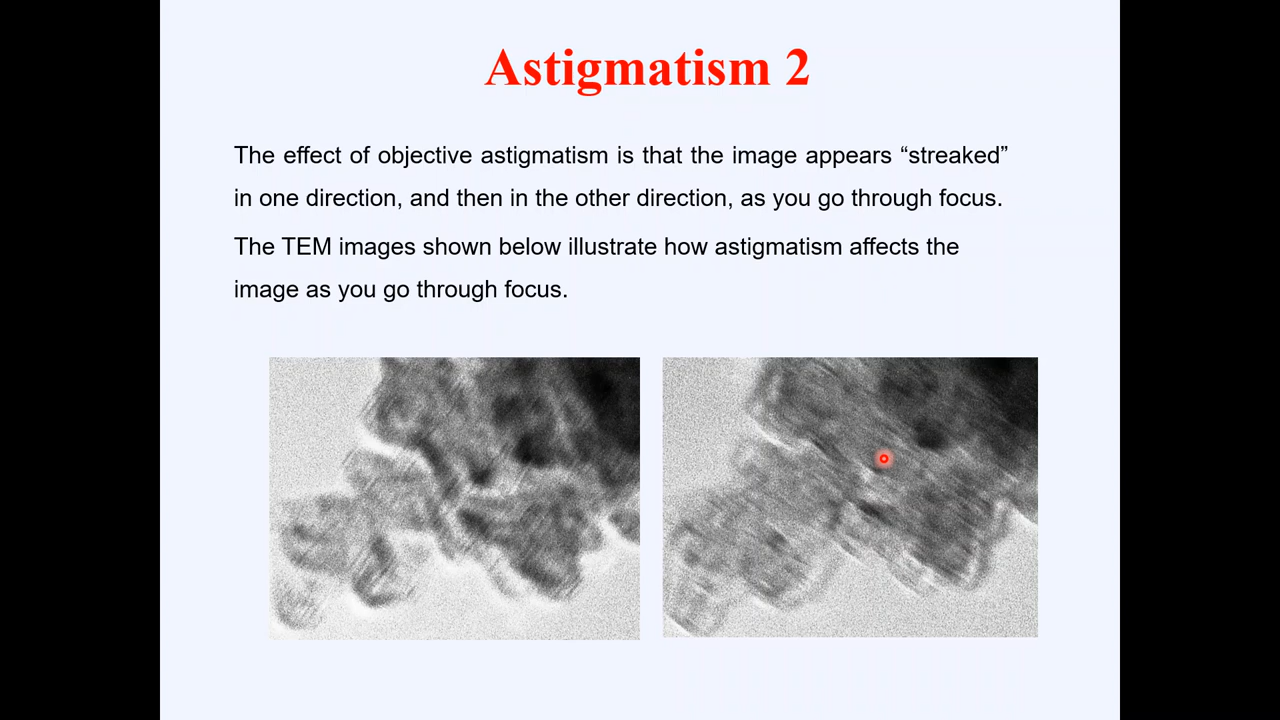 Astigmatism 2
The effect of objective astigmatism is that the image appears “streaked”
in one direction, and then in the other direction, as you go through focus.
The TEM images shown below illustrate how astigmatism affects the
image as you go through focus.